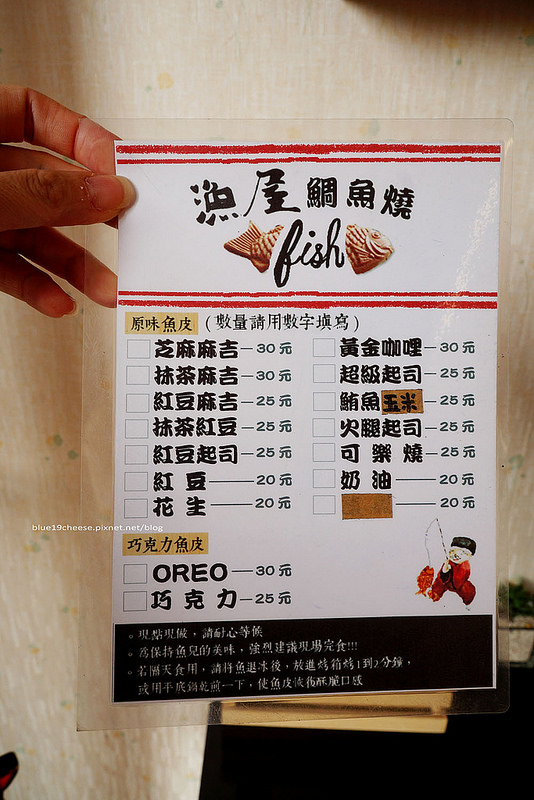 漁屋鯛魚燒
fish
原味魚皮（數量請用數字填寫）
芝麻麻吉—30元
抹茶麻吉—30元
紅豆麻吉—25元
抹茶紅豆—25元
紅豆起司—25元
紅豆——20元
花生——20元
黃金咖哩—30元
超級起司—25元
鮪魚玉米—25元
火腿起司—25元
可樂燒—25元
奶油——20元
—20元
巧克力魚皮
OREO—30元
巧克力—25元
。現點現做，請耐心等候
。為保持魚兒的美味，強烈建議現場完食!!!
。若隔天食用，請將魚退冰後，放進烤箱烤1到2分鐘，
或用平底鍋乾煎一下，使魚皮恢復酥脆口感
blue19cheese.pixnet.net/blog